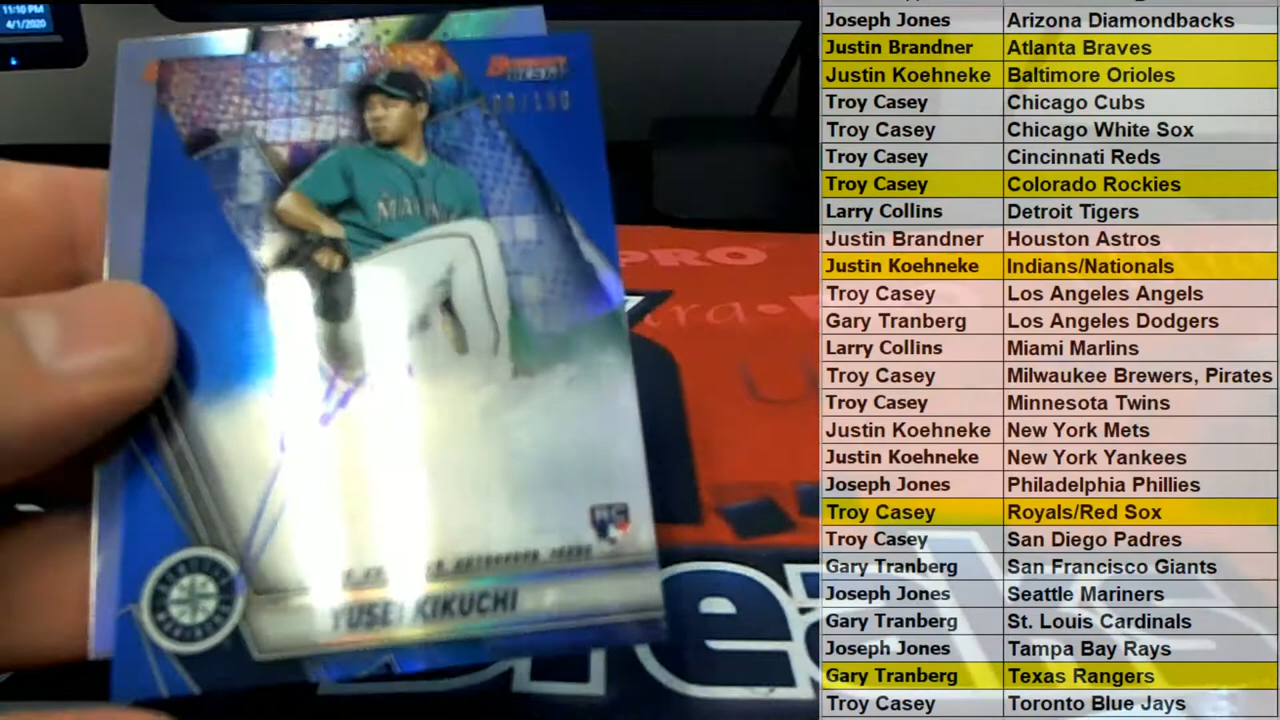 11:10 PM
4/1/2020
BEST
/150
MARINERS
RC
YUSEI KIKUCHI
PRO
Joseph Jones Arizona Diamondbacks
Justin Brandner Atlanta Braves
Justin Koehneke Baltimore Orioles
Troy Casey Chicago Cubs
Troy Casey Chicago White Sox
Troy Casey Cincinnati Reds
Troy Casey Colorado Rockies
Larry Collins Detroit Tigers
Justin Brandner Houston Astros
Justin Koehneke Indians/Nationals
Troy Casey Los Angeles Angels
Gary Tranberg Los Angeles Dodgers
Larry Collins Miami Marlins
Troy Casey Milwaukee Brewers, Pirates
Troy Casey Minnesota Twins
Justin Koehneke New York Mets
Justin Koehneke New York Yankees
Joseph Jones Philadelphia Phillies
Troy Casey Royals/Red Sox
Troy Casey San Diego Padres
Gary Tranberg San Francisco Giants
Joseph Jones Seattle Mariners
Gary Tranberg St. Louis Cardinals
Joseph Jones Tampa Bay Rays
Gary Tranberg Texas Rangers
Troy Casey Toronto Blue Jays